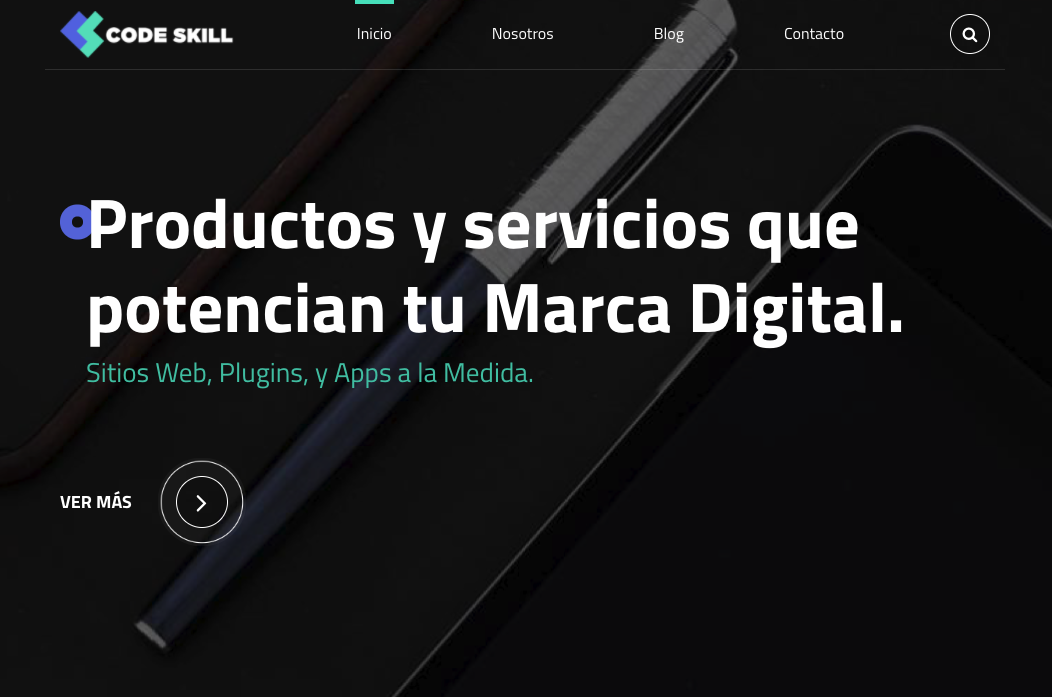 CODE SKILL
Inicio
Nosotros
Blog
Contacto
Productos y servicios que
potencian tu Marca Digital.
Sitios Web, Plugins, y Apps a la Medida.
VER MÁS